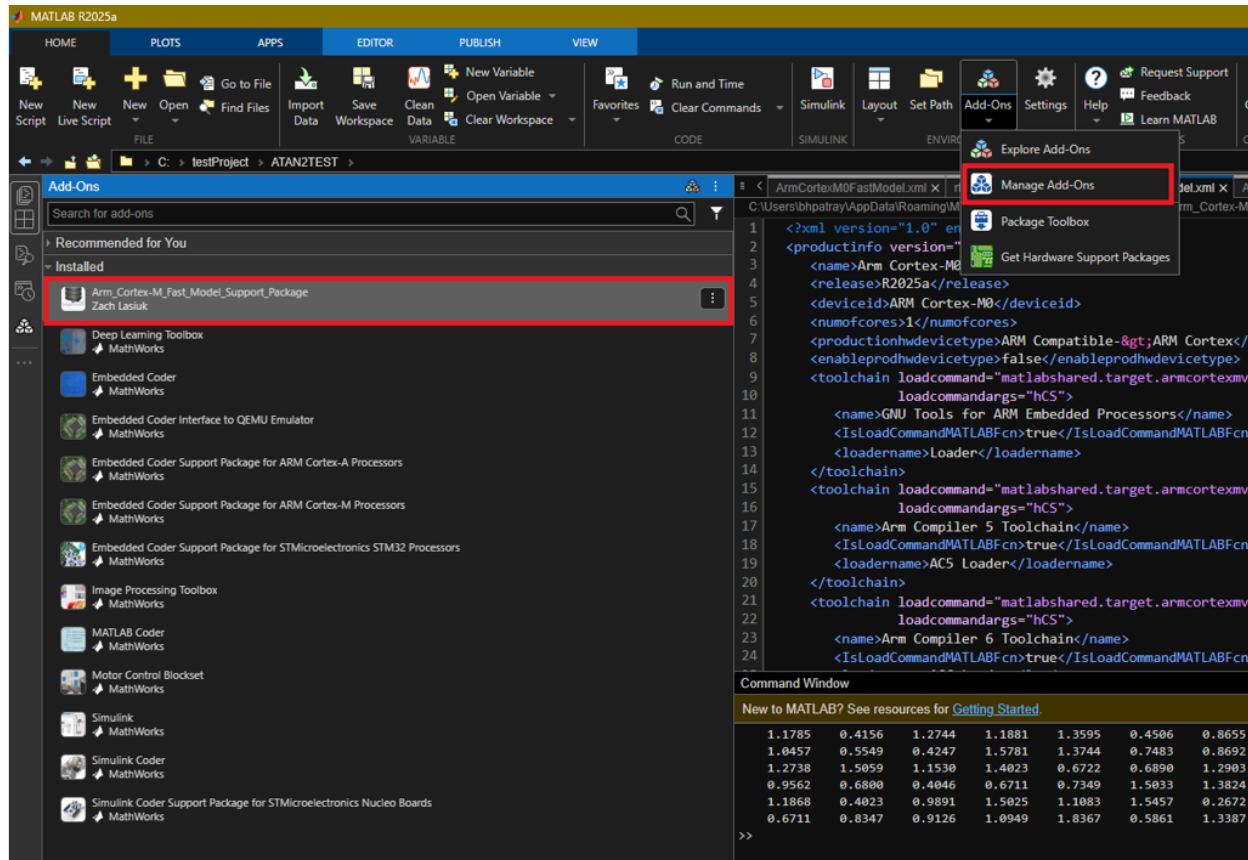 MATLAB R2025a
HOME PLOTS APPS EDITOR PUBLISH VIEW
New Script
New Live Script
New
Open
Go to File
Find Files
FILE
Import Data
Save Workspace
Clean Data
New Variable
Open Variable
Clear Workspace
VARIABLE
Favorites
Run and Time
Clear Commands
CODE
Simulink
SIMULINK
Layout
Set Path
Add-Ons
Settings
Help
Request Support
Feedback
Learn MATLAB
C: testProject ATAN2TEST
Explore Add-Ons
Manage Add-Ons
Package Toolbox
Get Hardware Support Packages
Add-Ons
Search for add-ons
Recommended for You
Installed
Arm_Cortex-M_Fast_Model_Support_Package
Zach Lasiuk
Deep Learning Toolbox
MathWorks
Embedded Coder
MathWorks
Embedded Coder Interface to QEMU Emulator
MathWorks
Embedded Coder Support Package for ARM Cortex-A Processors
MathWorks
Embedded Coder Support Package for ARM Cortex-M Processors
MathWorks
Embedded Coder Support Package for STMicroelectronics STM32 Processors
MathWorks
Image Processing Toolbox
MathWorks
MATLAB Coder
MathWorks
Motor Control Blockset
MathWorks
Simulink
MathWorks
Simulink Coder
MathWorks
Simulink Coder Support Package for STMicroelectronics Nucleo Boards
MathWorks
ArmCortexM0FastModel.xml
C:\Users\bhpatray\AppData\Roaming\M
1 <?xml version="1.0" en
2 <productinfo version="
3 <name>Arm Cortex-M0
4 <release>R2025a</release>
5 <deviceid>ARM Cortex-M0</deviceid>
6 <numofcores>1</numofcores>
7 <productionhwdevicetype>ARM Compatible-&gt;ARM Cortex</
8 <enableprodhwdevicetype>false</enableprodhwdevicetype>
9 <toolchain loadcommand="matlabshared.target.armcortexmv
10 loadcommandargs="hCS">
11 <name>GNU Tools for ARM Embedded Processors</name>
12 <IsLoadCommandMATLABFcn>true</IsLoadCommandMATLABFcn
13 <loadername>Loader</loadername>
14 </toolchain>
15 <toolchain loadcommand="matlabshared.target.armcortexmv
16 loadcommandargs="hCS">
17 <name>Arm Compiler 5 Toolchain</name>
18 <IsLoadCommandMATLABFcn>true</IsLoadCommandMATLABFcn
19 <loadername>AC5 Loader</loadername>
20 </toolchain>
21 <toolchain loadcommand="matlabshared.target.armcortexmv
22 loadcommandargs="hCS">
23 <name>Arm Compiler 6 Toolchain</name>
24 <IsLoadCommandMATLABFcn>true</IsLoadCommandMATLABFcn
Command Window
New to MATLAB? See resources for Getting Started.
1.1785 0.4156 1.2744 1.1881 1.3595 0.4506 0.8655
1.0457 0.5549 0.4247 1.5781 1.3744 0.7483 0.8692
1.2738 1.5059 1.1530 1.4023 0.6722 0.6890 1.2903
0.9562 0.6800 0.4046 0.6711 0.7349 1.5033 1.3824
1.1868 0.4023 0.9891 1.5025 1.1083 1.5457 0.2672
0.6711 0.8347 0.9126 1.0949 1.8367 0.5861 1.3387
>>